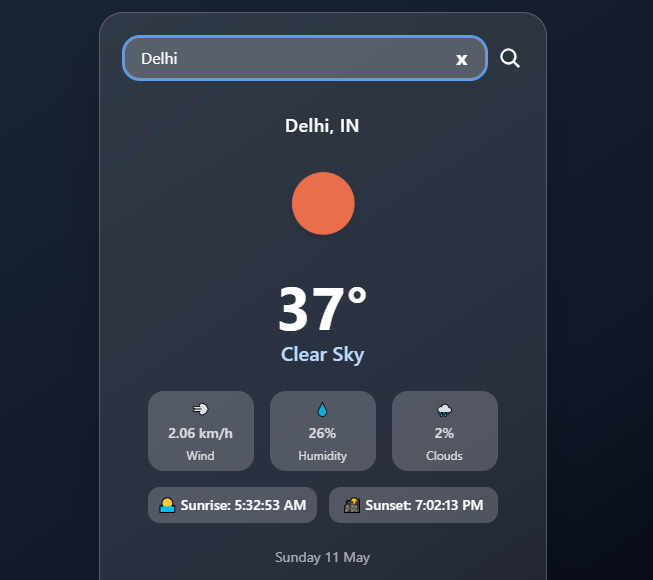 Delhi x
Delhi, IN
37°
Clear Sky
2.06 km/h 26% 2%
Wind Humidity Clouds
Sunrise: 5:32:53 AM Sunset: 7:02:13 PM
Sunday 11 May